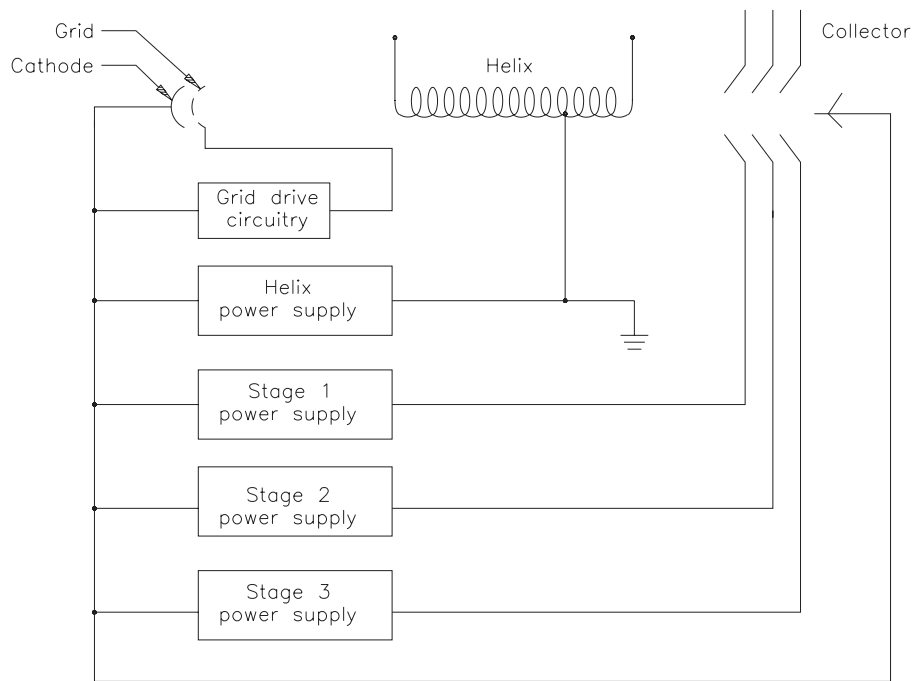 Grid
Cathode
Helix
Collector
Grid drive
circuitry
Helix
power supply
Stage 1
power supply
Stage 2
power supply
Stage 3
power supply